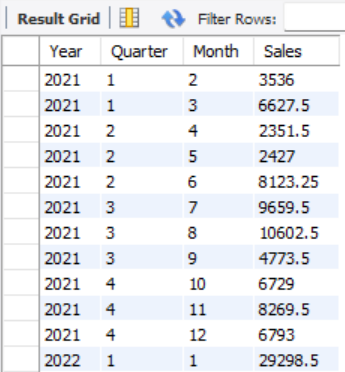 Result Grid Filter Rows:
Year Quarter Month Sales
2021 1 2 3536
2021 1 3 6627.5
2021 2 4 2351.5
2021 2 5 2427
2021 2 6 8123.25
2021 3 7 9659.5
2021 3 8 10602.5
2021 3 9 4773.5
2021 4 10 6729
2021 4 11 8269.5
2021 4 12 6793
2022 1 1 29298.5